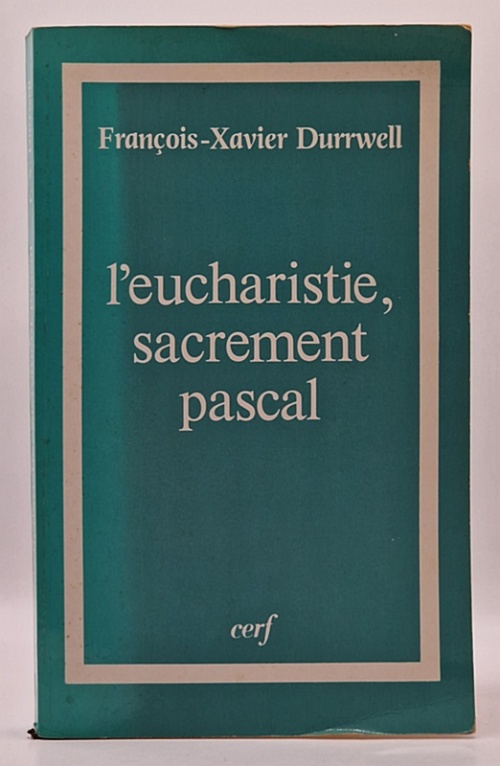 François-Xavier Durrwell
l'eucharistie,
sacrement
pascal
cerf